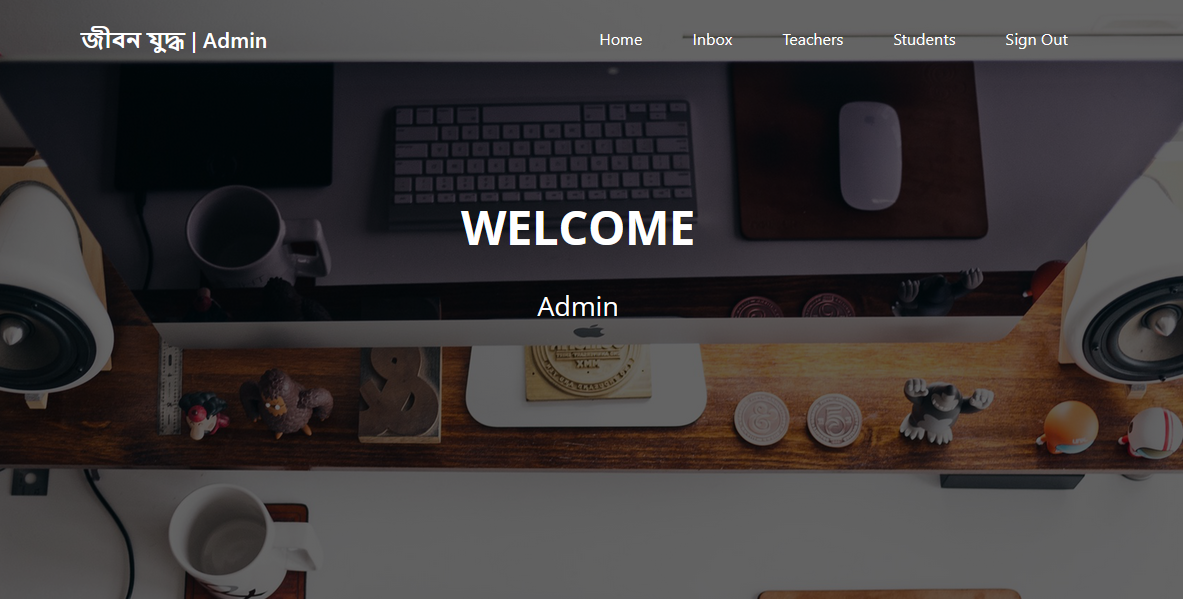 জীবন যুদ্ধ | Admin
Home
Inbox
Teachers
Students
Sign Out
WELCOME
Admin